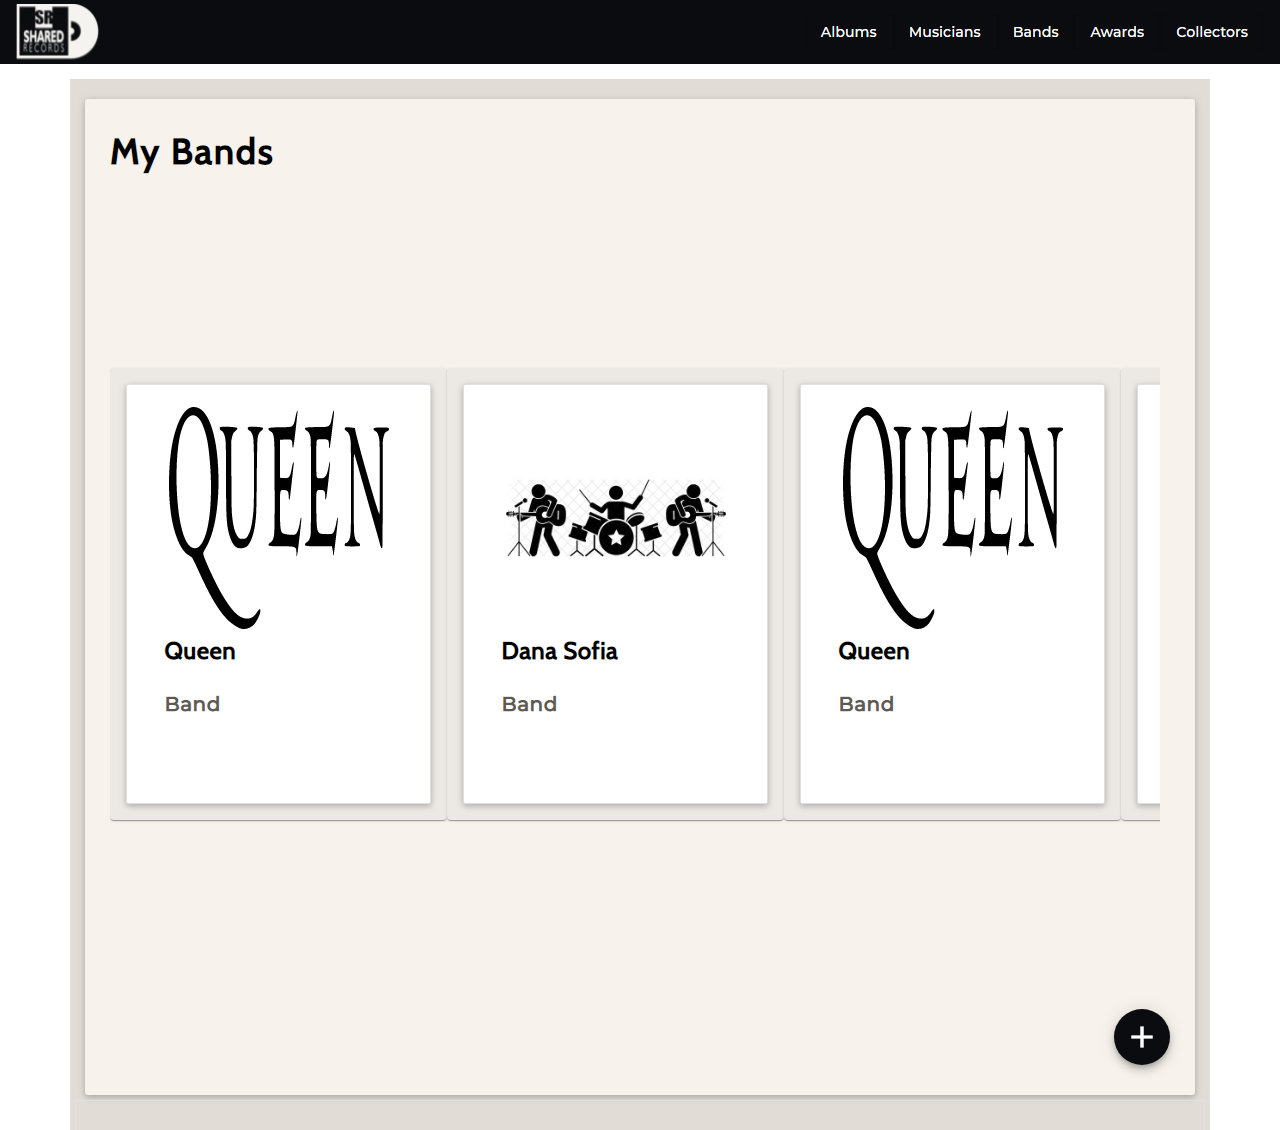 SR
SHARED
RECORDS
Albums
Musicians
Bands
Awards
Collectors
My Bands
QUEEN
QUEEN
Queen
Dana Sofia
Queen
Band
Band
Band